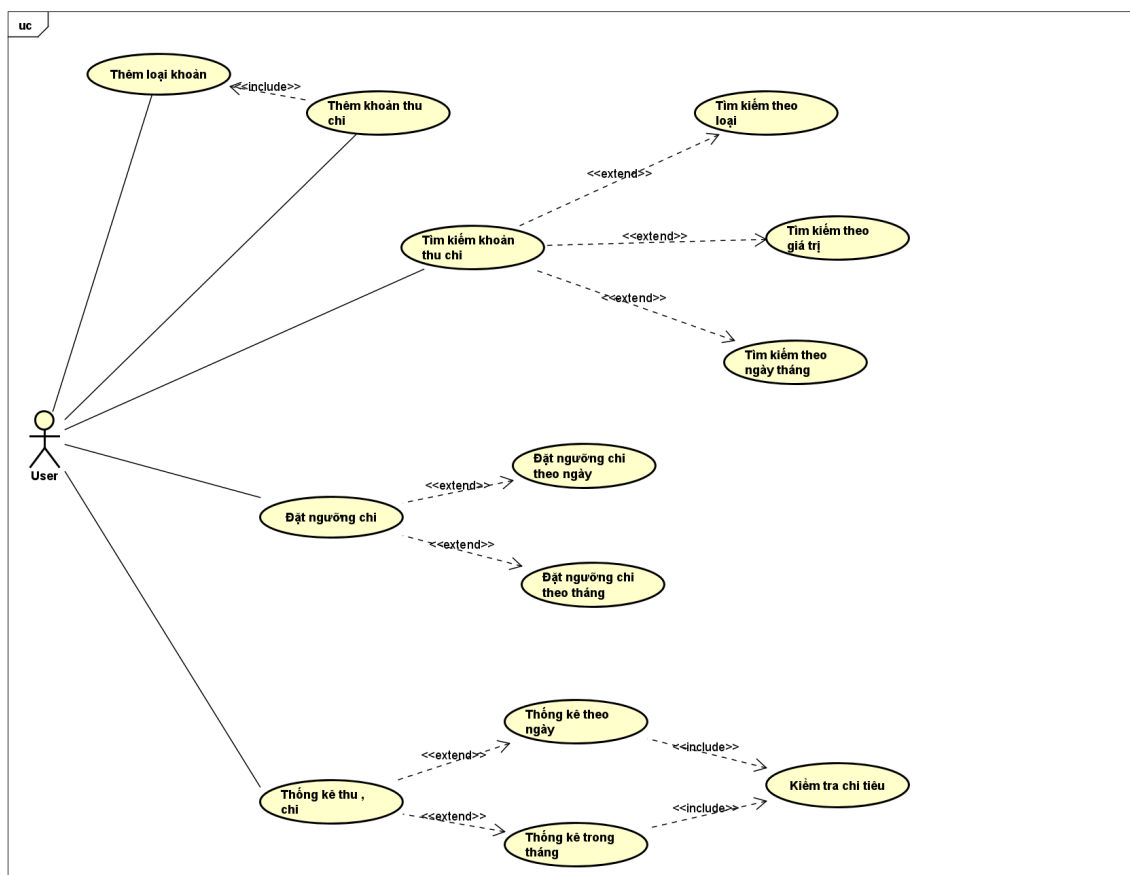 uc
Thêm loại khoản
<<include>>
Thêm khoản thu
chi
Tìm kiếm theo
loại
<<extend>>
Tìm kiếm khoản
thu chi
<<extend>>
Tìm kiếm theo
giá trị
<<extend>>
Tìm kiếm theo
ngày tháng
User
Đặt ngưỡng chi
theo ngày
<<extend>>
Đặt ngưỡng chi
<<extend>>
Đặt ngưỡng chi
theo tháng
Thống kê theo
ngày
<<extend>>
<<include>>
Kiểm tra chi tiêu
Thống kê thu ,
chi
<<extend>>
<<include>>
Thống kê trong
tháng